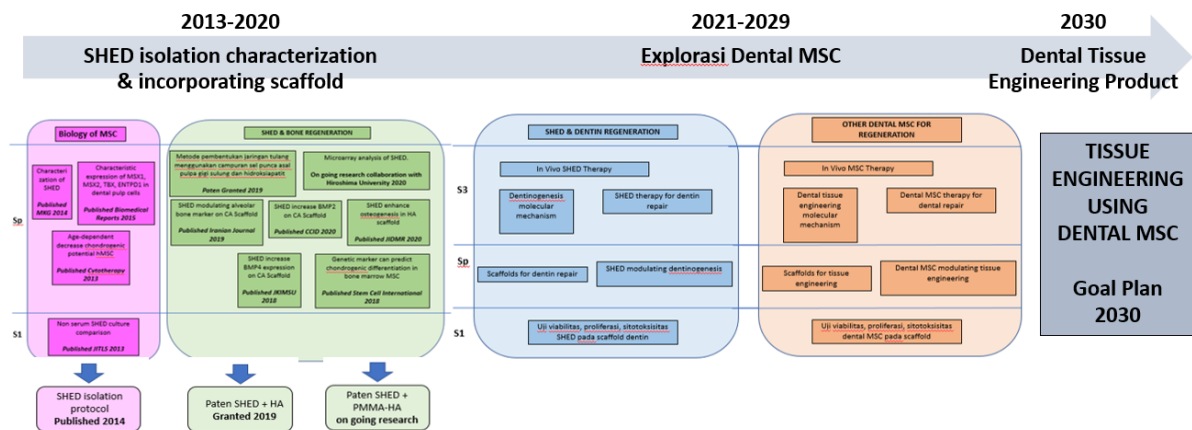 2013-2020
2021-2029
2030
SHED isolation characterization
& incorporating scaffold
Explorasi Dental MSC
Dental Tissue
Engineering Product
Biology of MSC
Sp
Characteri
zation of
SHED
Published
MKG 2014
Characteristic
expression of MSX1,
MSX2, TBX, ENTPD1 in
dental pulp cells
Published Biomedical
Reports 2015
Age-dependent
decrease chondrogenic
potential hMSC
Published Cytotherapy
2013
S1
Non serum SHED culture
comparison
Published JITLS 2013
SHED isolation
protocol
Published 2014
SHED & BONE REGENERATION
Metode pembentukan jaringan tulang
menggunakan campuran sel punca asal
pulpa gigi sulung dan hidroksiapatit
Paten Granted 2019
Microarray analysis of SHED.
On going research collaboration with
Hiroshima University 2020
SHED modulating alveolar
bone marker on CA Scaffold
Published Iranian Journal
2019
SHED increase BMP2 on
CA Scaffold
Published CCID 2020
SHED enhance
osteogenesis in HA
scaffold
Published JIDMR 2020
SHED increase
BMP4 expression
on CA Scaffold
Published JKIMSU
2018
Genetic marker can predict
chondrogenic differentiation in
bone marrow MSC
Published Stem Cell International
2018
Paten SHED + HA
Granted 2019
Paten SHED +
PMMA-HA
on going research
SHED & DENTIN REGENERATION
S3
In Vivo SHED Therapy
Dentinogenesis
molecular
mechanism
SHED therapy for dentin
repair
Sp
Scaffolds for dentin repair
SHED modulating dentinogenesis
S1
Uji viabilitas, proliferasi, sitotoksisitas
SHED pada scaffold dentin
OTHER DENTAL MSC FOR
REGENERATION
In Vivo MSC Therapy
Dental tissue
engineering
molecular
mechanism
Dental MSC therapy for
dental repair
Scaffolds for tissue
engineering
Dental MSC modulating tissue
engineering
Uji viabilitas, proliferasi, sitotoksisitas
dental MSC pada scaffold
TISSUE
ENGINEERING
USING
DENTAL MSC
Goal Plan
2030